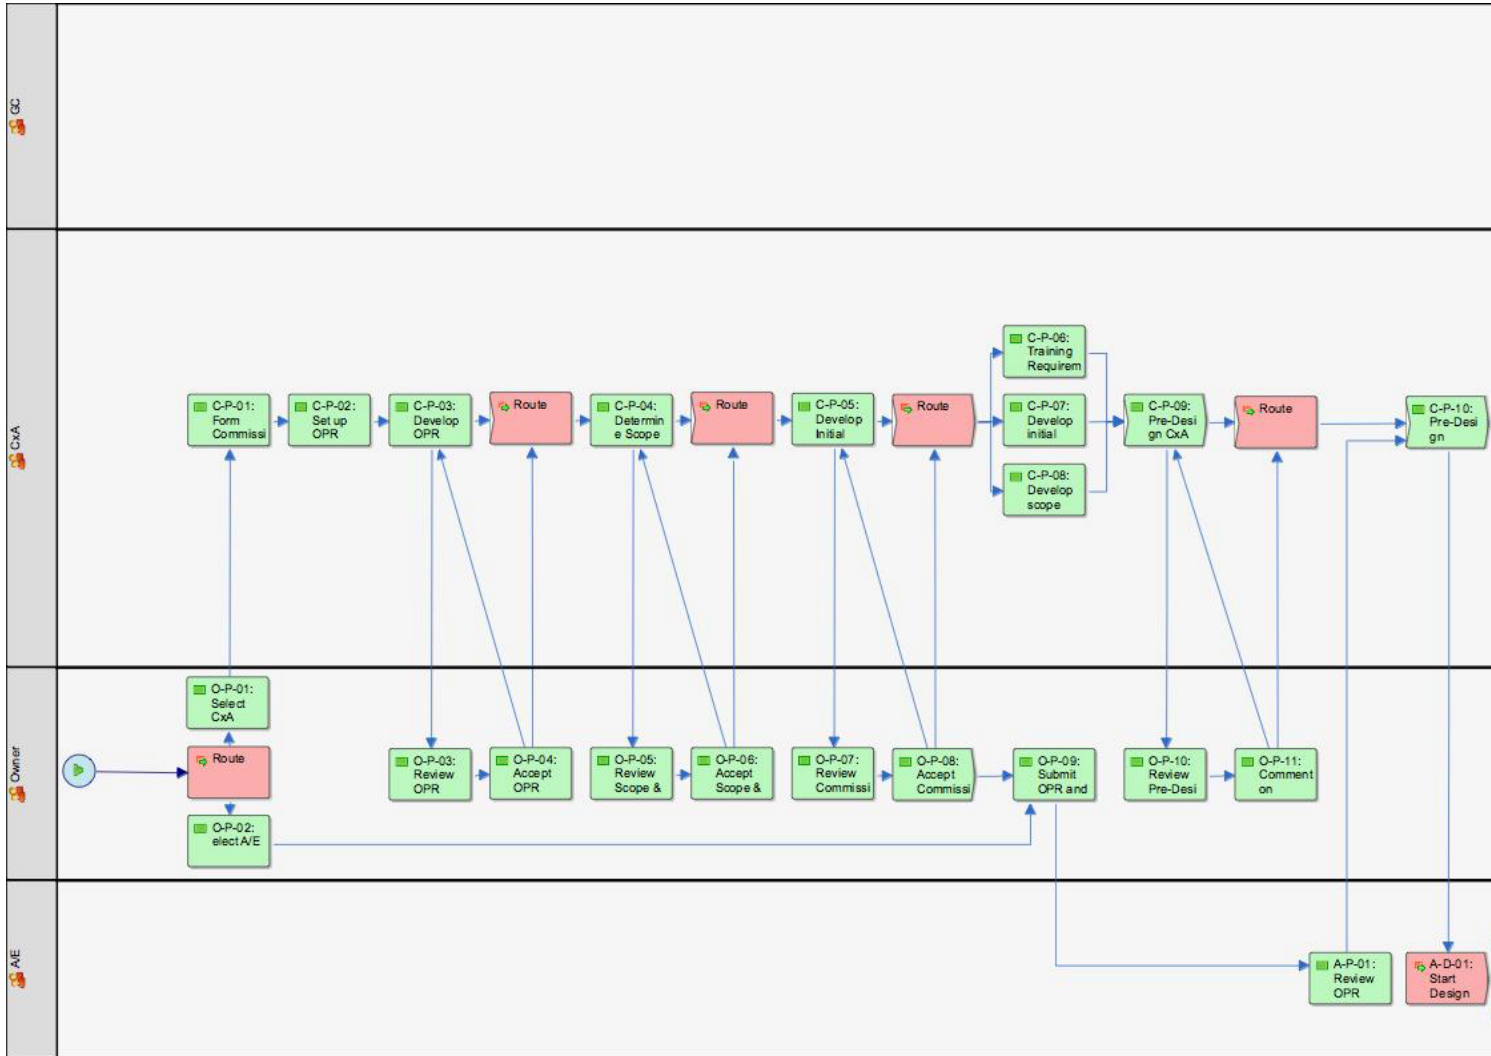 GC
CxA
C-P-06:
Training
Requirem
C-P-01:
Form
Commissi
C-P-02:
Set up
OPR
C-P-03:
Develop
OPR
Route
C-P-04:
Determin
e Scope
Route
C-P-05:
Develop
Initial
Route
C-P-07:
Develop
initial
C-P-09:
Pre-Desi
gn CxA
Route
C-P-10:
Pre-Desi
gn
C-P-08:
Develop
scope
Owner
O-P-01:
Select
CxA
Route
O-P-02:
elect A/E
O-P-03:
Review
OPR
O-P-04:
Accept
OPR
O-P-05:
Review
Scope &
O-P-06:
Accept
Scope &
O-P-07:
Review
Commissi
O-P-08:
Accept
Commissi
O-P-09:
Submit
OPR and
O-P-10:
Review
Pre-Desi
O-P-11:
Comment
on
A/E
A-P-01:
Review
OPR
A-D-01:
Start
Design